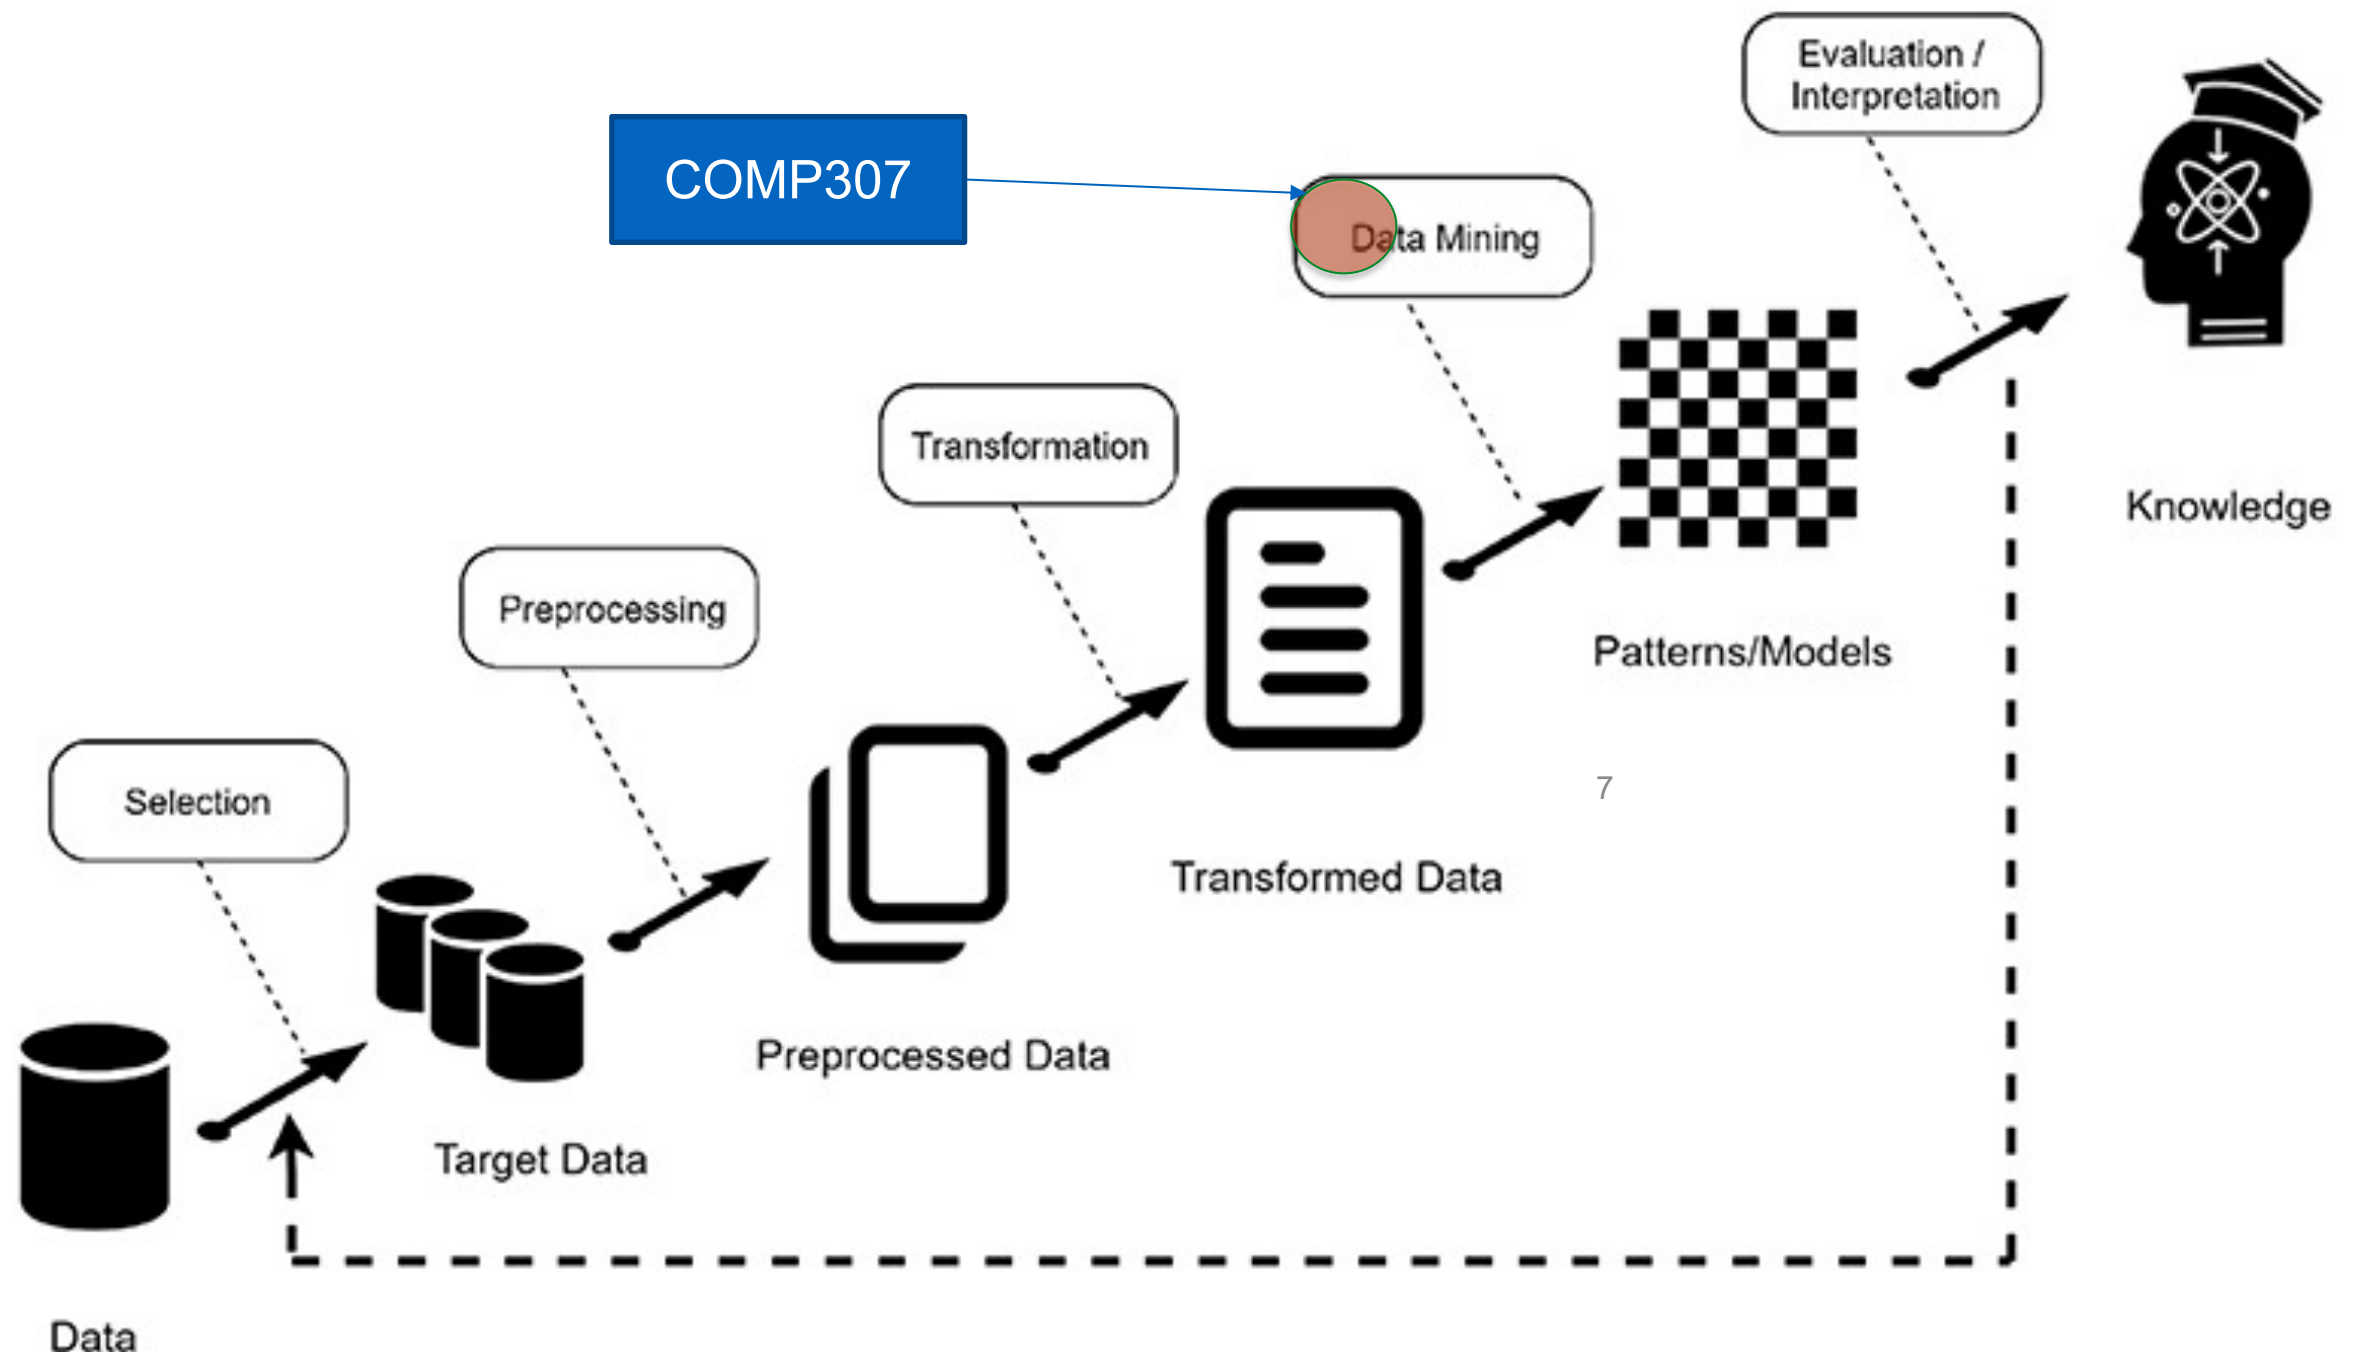 Evaluation /
Interpretation
COMP307
Data Mining
Transformation
Knowledge
Preprocessing
Patterns/Models
Selection
7
Transformed Data
Preprocessed Data
Target Data
Data